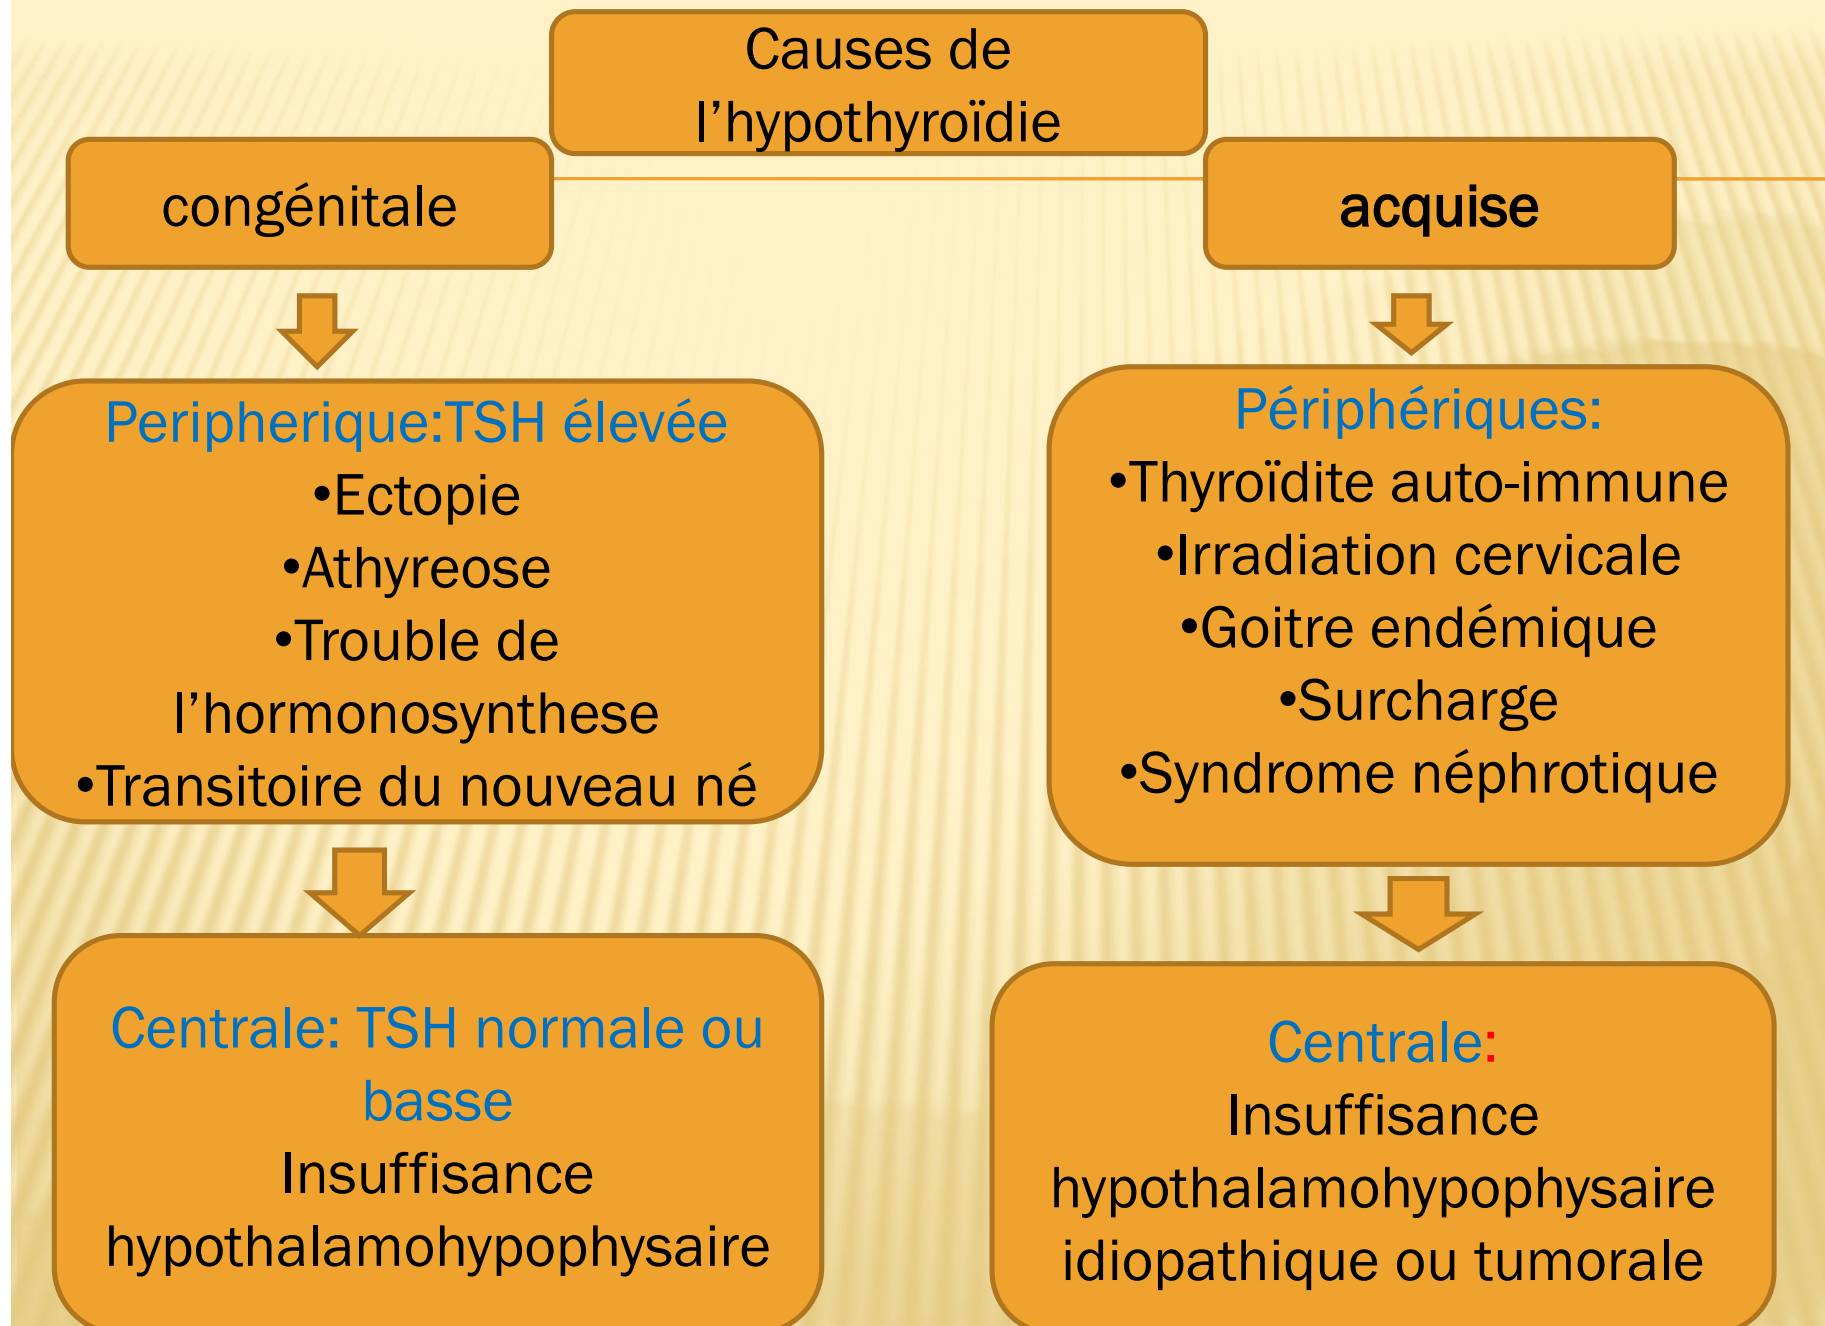 Causes de
l’hypothyroïdie
congénitale
acquise
Peripherique:TSH élevée
•Ectopie
•Athyreose
•Trouble de
l’hormonosynthese
•Transitoire du nouveau né
Périphériques:
•Thyroïdite auto-immune
•Irradiation cervicale
•Goitre endémique
•Surcharge
•Syndrome néphrotique
Centrale: TSH normale ou
basse
Insuffisance
hypothalamohypophysaire
Centrale:
Insuffisance
hypothalamohypophysaire
idiopathique ou tumorale